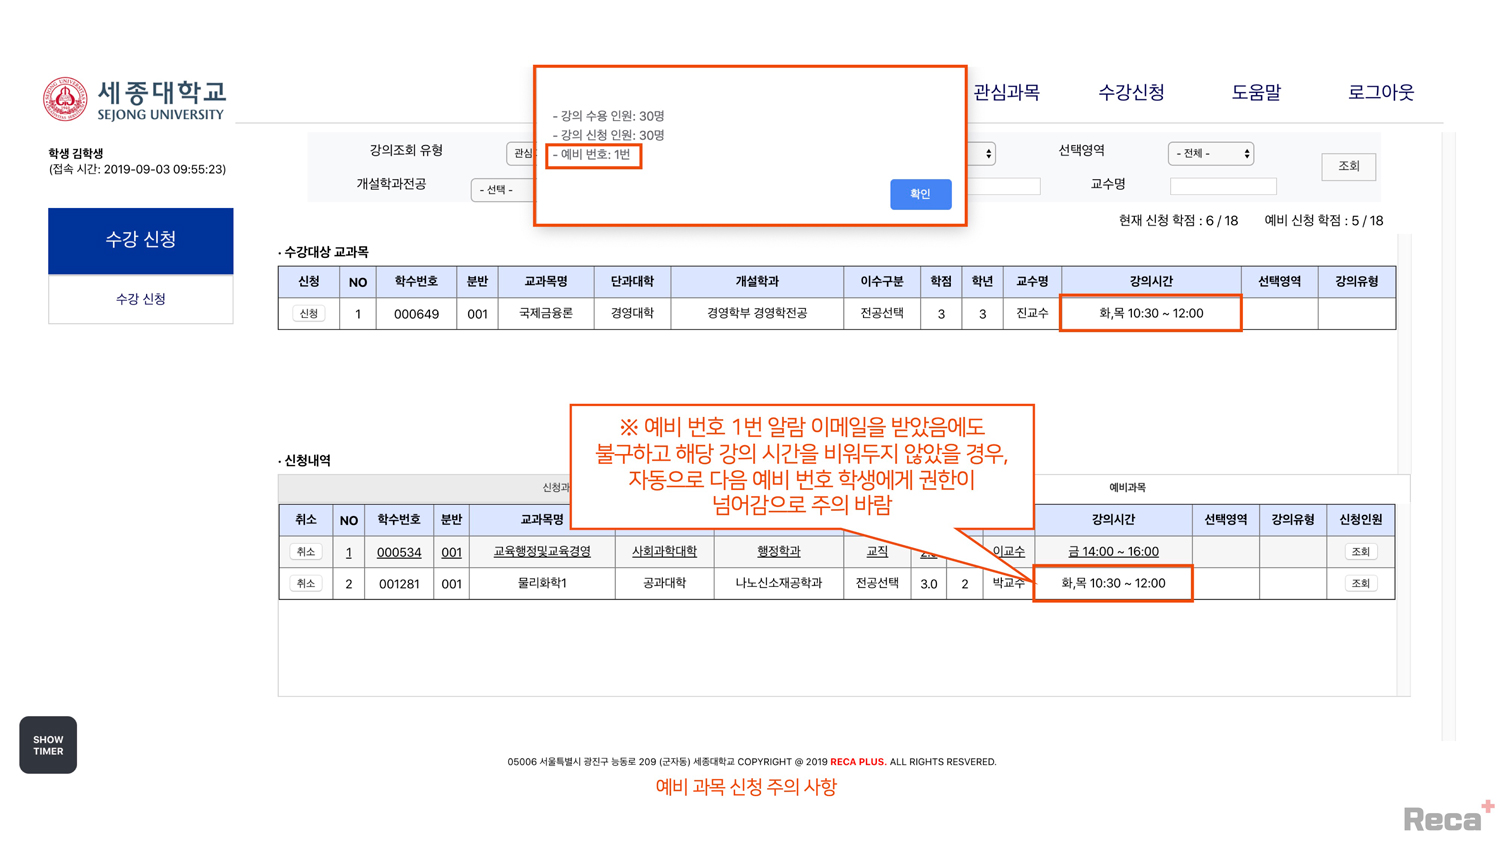 세종대학교
SEJONG UNIVERSITY
관심과목 수강신청 도움말 로그아웃
학생 김학생
(접속 시간: 2019-09-03 09:55:23)
수강 신청
수강 신청
- 강의 수용 인원: 30명
- 강의 신청 인원: 30명
- 예비 번호: 1번
확인
강의조회 유형 관심 선택영역 - 전체 - 조회
개설학과전공 - 선택 - 교수명
현재 신청 학점 : 6 / 18 예비 신청 학점 : 5 / 18
· 수강대상 교과목
신청 NO 학수번호 분반 교과목명 단과대학 개설학과 이수구분 학점 학년 교수명 강의시간 선택영역 강의유형
신청 1 000649 001 국제금융론 경영대학 경영학부 경영학전공 전공선택 3 3 진교수 화,목 10:30 ~ 12:00
※ 예비 번호 1번 알람 이메일을 받았음에도
불구하고 해당 강의 시간을 비워두지 않았을 경우,
자동으로 다음 예비 번호 학생에게 권한이
넘어감으로 주의 바람
· 신청내역
신청과 예비과목
취소 NO 학수번호 분반 교과목명 강의시간 선택영역 강의유형 신청인원
취소 1 000534 001 교육행정및교육경영 사회과학대학 행정학과 교직 이교수 금 14:00 ~ 16:00 조회
취소 2 001281 001 물리화학1 공과대학 나노신소재공학과 전공선택 3.0 2 박교수 화,목 10:30 ~ 12:00 조회
SHOW
TIMER
05006 서울특별시 광진구 능동로 209 (군자동) 세종대학교 COPYRIGHT @ 2019 RECA PLUS. ALL RIGHTS RESVERED.
예비 과목 신청 주의 사항
Reca+